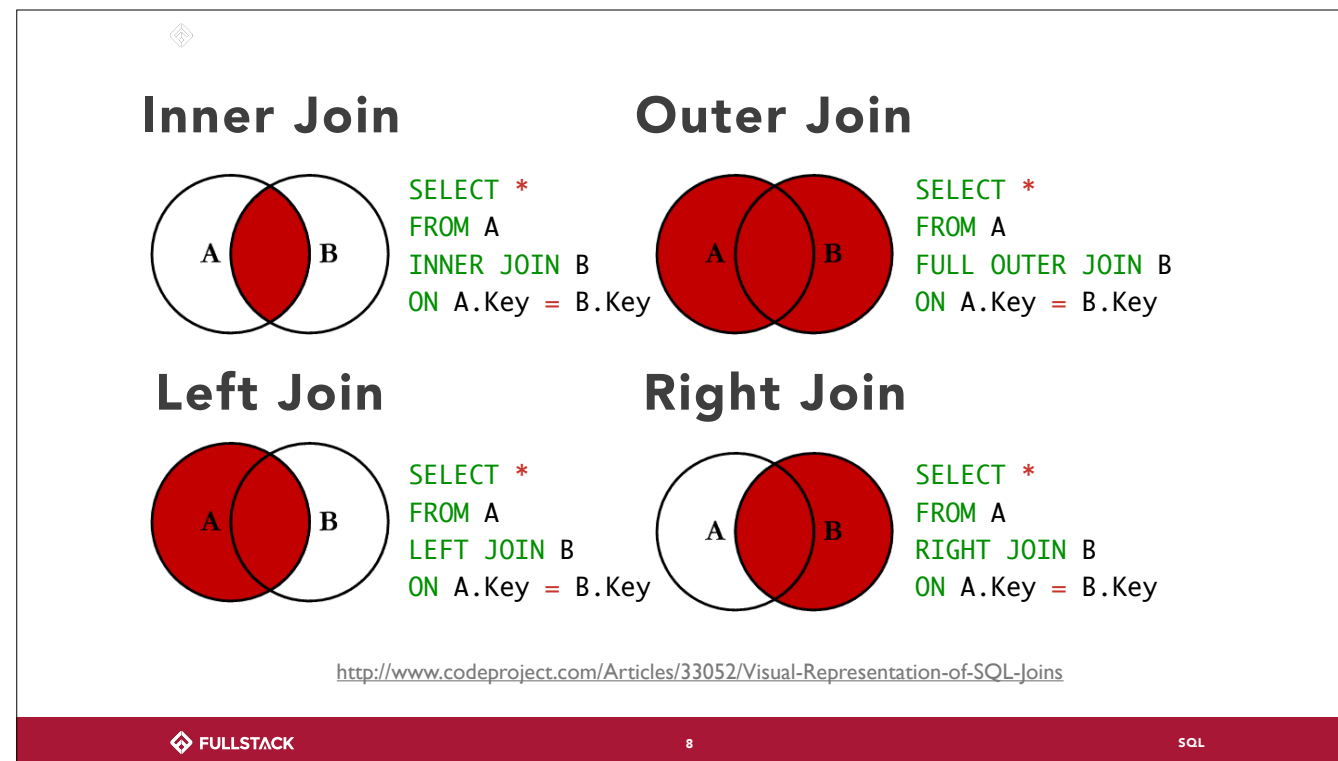 Inner Join
A
B
SELECT *
FROM A
INNER JOIN B
ON A.Key = B.Key
Outer Join
A
B
SELECT *
FROM A
FULL OUTER JOIN B
ON A.Key = B.Key
Left Join
A
B
SELECT *
FROM A
LEFT JOIN B
ON A.Key = B.Key
Right Join
A
B
SELECT *
FROM A
RIGHT JOIN B
ON A.Key = B.Key
http://www.codeproject.com/Articles/33052/Visual-Representation-of-SQL-Joins
FULLSTACK
8
SQL